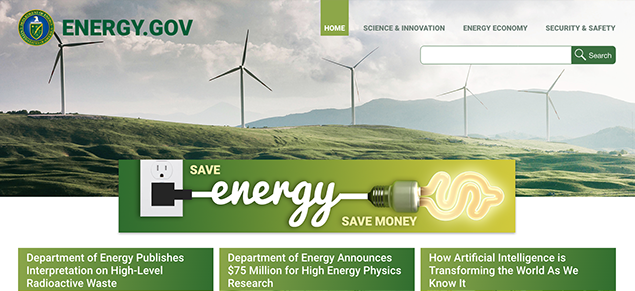 ENERGY.GOV
HOME
SCIENCE & INNOVATION
ENERGY ECONOMY
SECURITY & SAFETY
Search
SAVE
energy
SAVE MONEY
Department of Energy Publishes
Interpretation on High-Level
Radioactive Waste
Department of Energy Announces
$75 Million for High Energy Physics
Research
How Artificial Intelligence is
Transforming the World As We
Know It